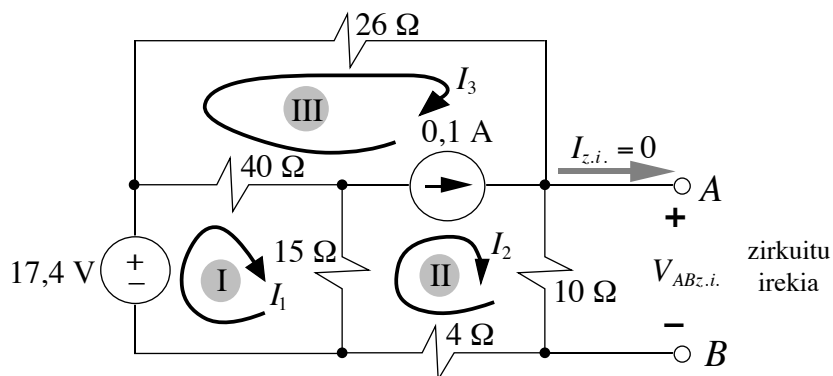 26 Ω
I3
III
0,1 A
Iz.i. = 0
40 Ω
A
+
17,4 V
+
–
I
I1
15 Ω
II
I2
10 Ω
VABz.i.
zirkuitu
irekia
4 Ω
–
B